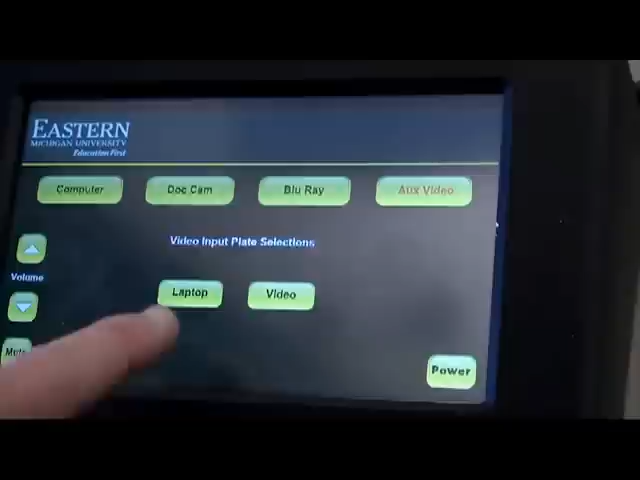 EASTERN
MICHIGAN UNIVERSITY
Education First
Computer
Doc Cam
Blu Ray
Aux Video
Video Input Plate Selections
Volume
Laptop
Video
Mute
Power